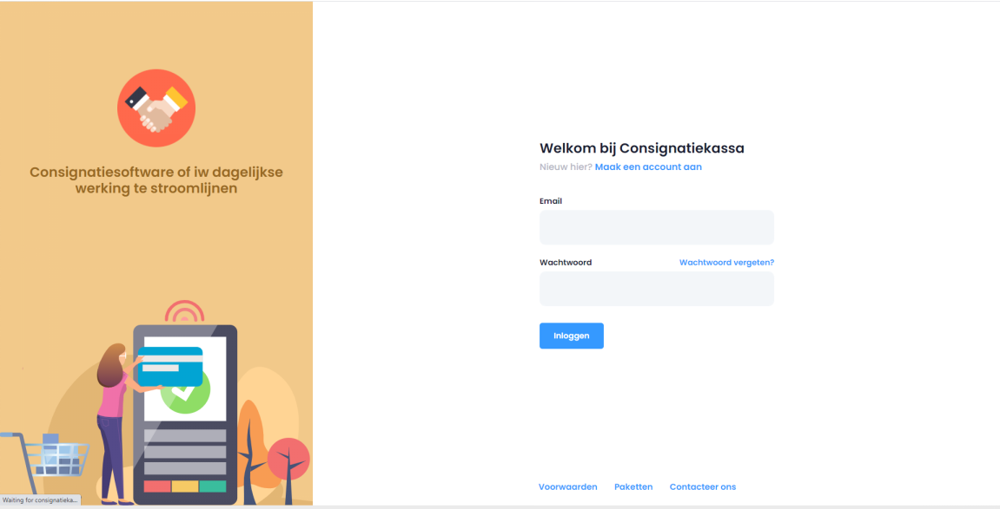 Consignatiesoftware of iw dagelijkse
werking te stroomlijnen
Welkom bij Consignatiekassa
Nieuw hier? Maak een account aan
Email
Wachtwoord Wachtwoord vergeten?
Inloggen
Voorwaarden Paketten Contacteer ons
Waiting for consignatieka...